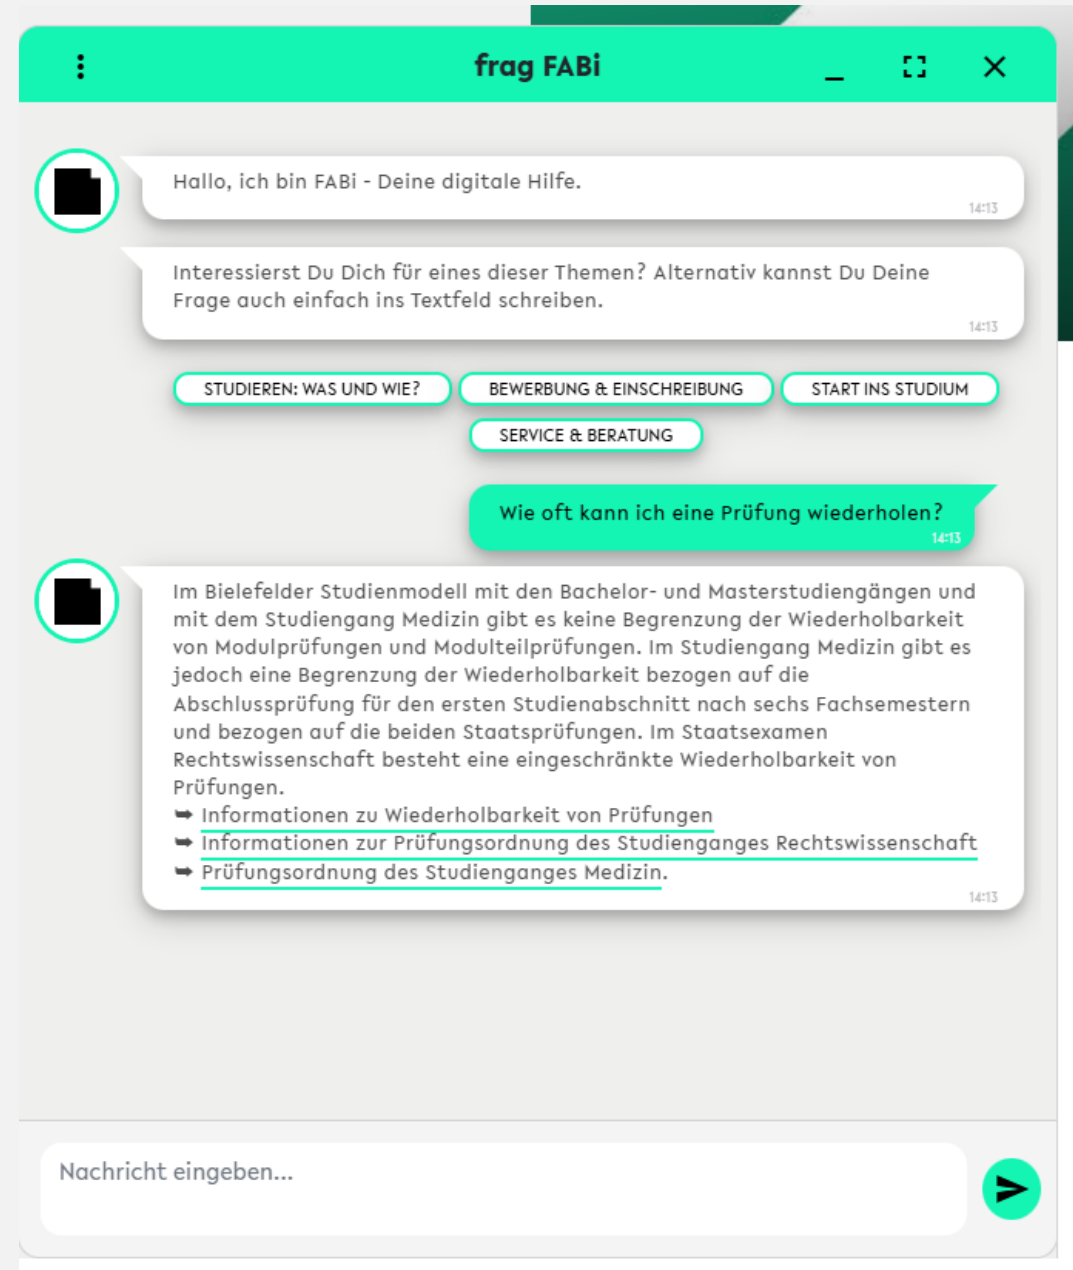 frag FABi
Hallo, ich bin FABi - Deine digitale Hilfe.
14:13
Interessierst Du Dich für eines dieser Themen? Alternativ kannst Du Deine
Frage auch einfach ins Textfeld schreiben.
14:13
STUDIEREN: WAS UND WIE?
BEWERBUNG & EINSCHREIBUNG
START INS STUDIUM
SERVICE & BERATUNG
Wie oft kann ich eine Prüfung wiederholen?
14:13
Im Bielefelder Studienmodell mit den Bachelor- und Masterstudiengängen und
mit dem Studiengang Medizin gibt es keine Begrenzung der Wiederholbarkeit
von Modulprüfungen und Modulteilprüfungen. Im Studiengang Medizin gibt es
jedoch eine Begrenzung der Wiederholbarkeit bezogen auf die
Abschlussprüfung für den ersten Studienabschnitt nach sechs Fachsemestern
und bezogen auf die beiden Staatsprüfungen. Im Staatsexamen
Rechtswissenschaft besteht eine eingeschränkte Wiederholbarkeit von
Prüfungen.
➥ Informationen zu Wiederholbarkeit von Prüfungen
➥ Informationen zur Prüfungsordnung des Studienganges Rechtswissenschaft
➥ Prüfungsordnung des Studienganges Medizin.
14:13
Nachricht eingeben...